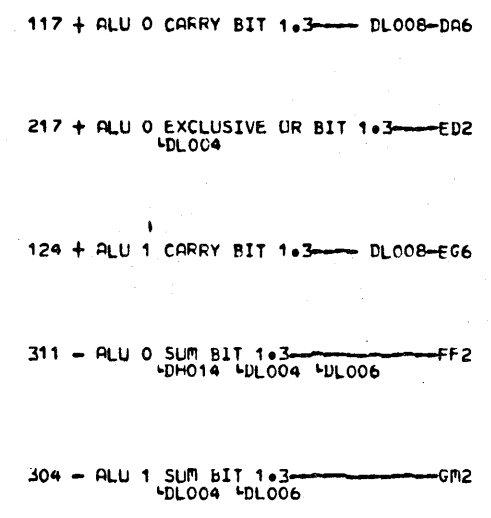 117 + ALU 0 CARRY BIT 1.3—— DL008-DA6
217 + ALU 0 EXCLUSIVE OR BIT 1.3——ED2
└DL004
124 + ALU 1 CARRY BIT 1.3—— DL008-EG6
311 - ALU 0 SUM BIT 1.3————FF2
└DH014 └DL004 └DL006
304 - ALU 1 SUM BIT 1.3————GM2
└DL004 └DL006